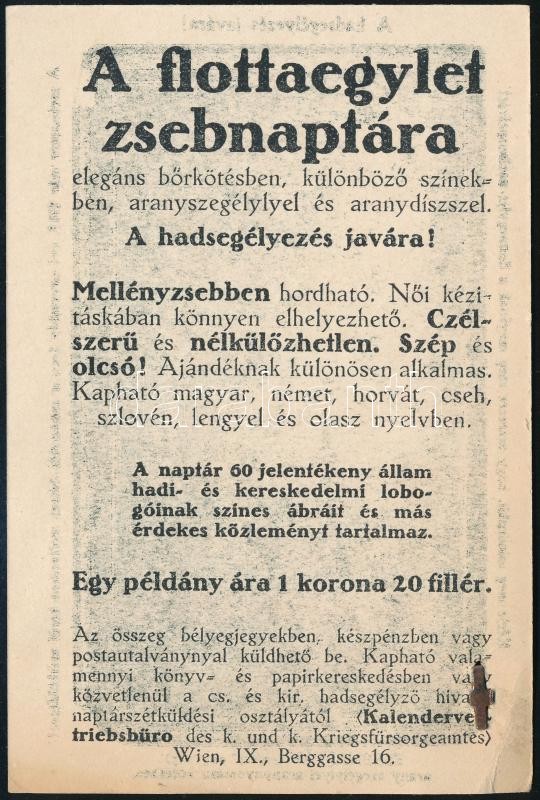 A flottaegylet
zsebnaptára
elegáns bőrkötésben, különböző színek=
ben, aranyszegélylyel és aranydíszszel.
A hadsegélyezés javára!
Mellényzsebben hordható. Női kézi=
táskában könnyen elhelyezhető. Czél=
szerű és nélkülözhetlen. Szép és
olcsó! Ajándéknak különösen alkalmas.
Kapható magyar, német, horvát, cseh,
szlovén, lengyel és olasz nyelvben.
A naptár 60 jelentékeny állam
hadi- és kereskedelmi lobo-
góinak színes ábráit és más
érdekes közleményt tartalmaz.
Egy példány ára 1 korona 20 fillér.
Az összeg bélyegjegyekben, készpénzben vagy
postautalványnyal küldhető be. Kapható vala=
mennyi könyv= és papirkereskedésben vagy
közvetlenül a cs. és kir. hadsegélyző
naptárszétküldési osztályától (Kalenderver=
triebsbüro des k. und k. Kriegsfürsorgeamtes)
Wien, IX., Berggasse 16.